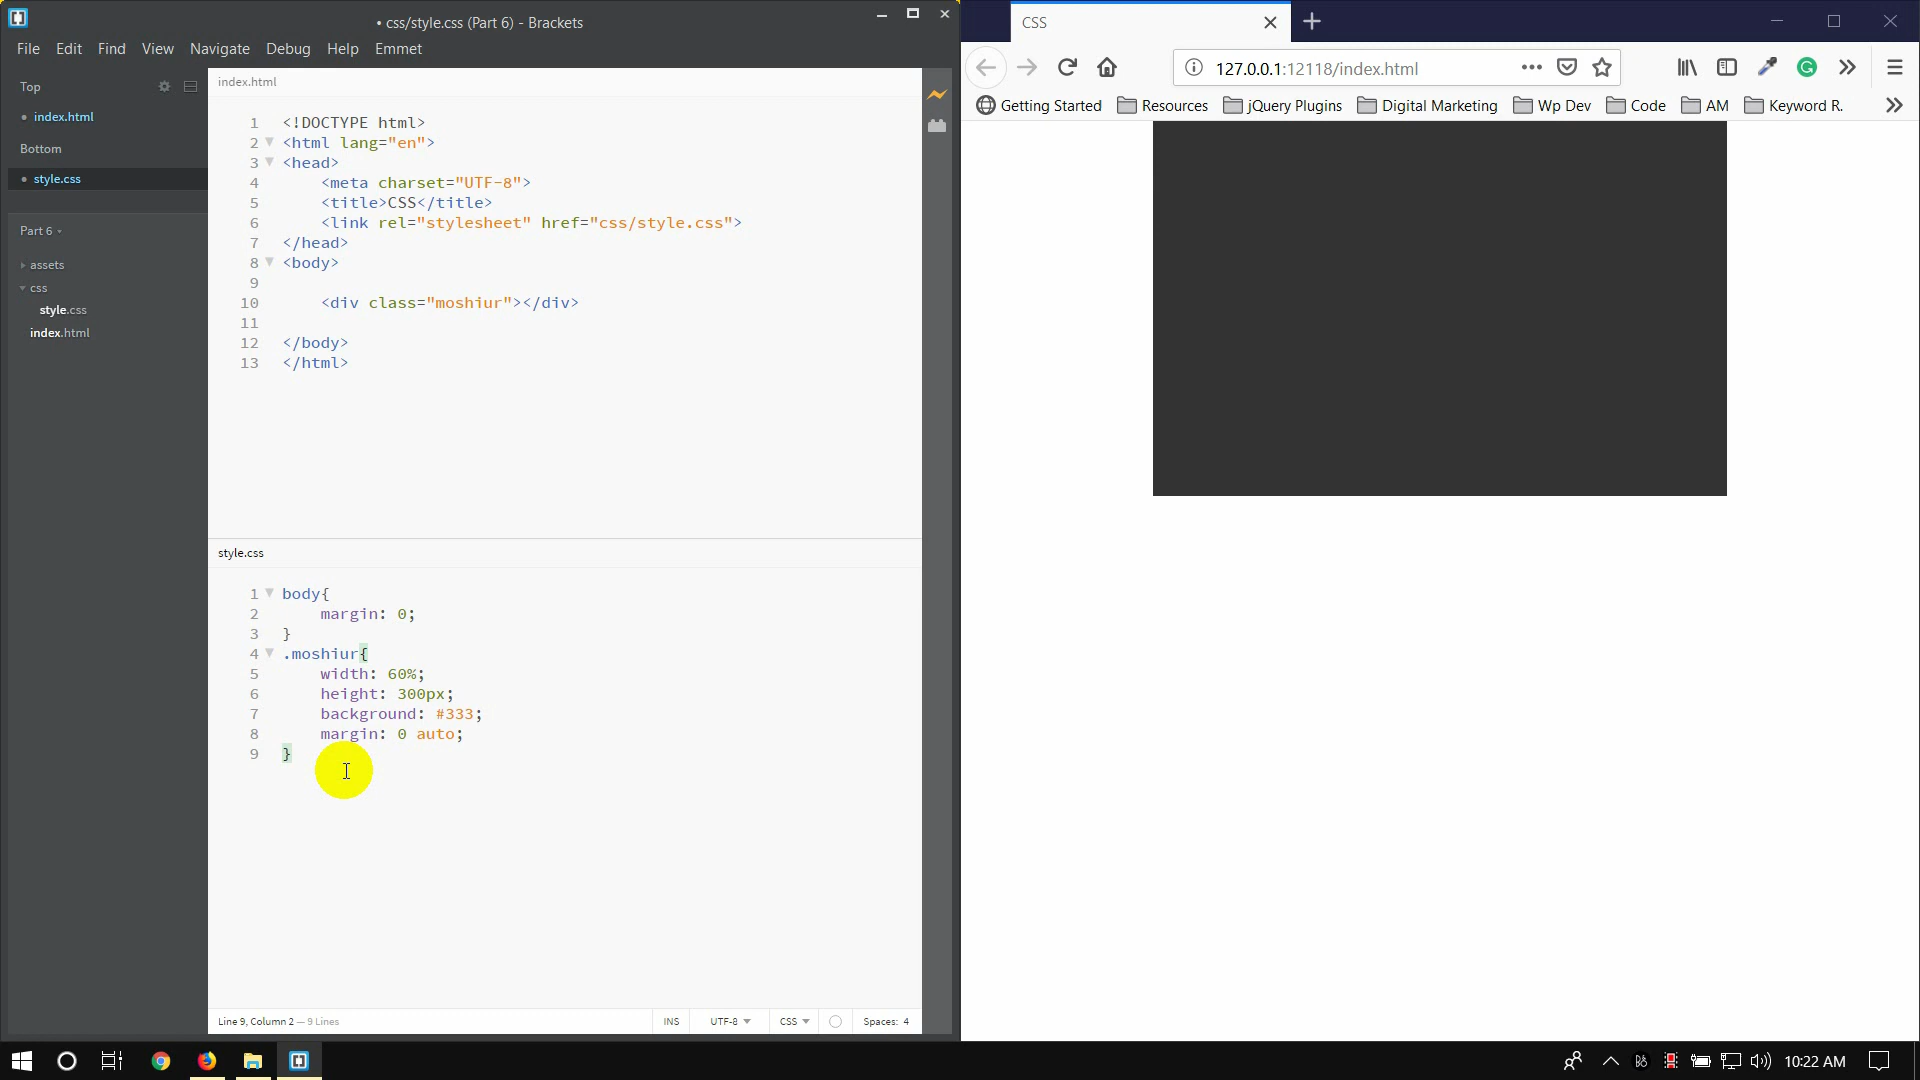 • css/style.css (Part 6) - Brackets
File Edit Find View Navigate Debug Help Emmet
Top
• index.html
Bottom
• style.css
Part 6
assets
css
style.css
index.html
index.html
1 <!DOCTYPE html>
2 <html lang="en">
3 <head>
4 <meta charset="UTF-8">
5 <title>CSS</title>
6 <link rel="stylesheet" href="css/style.css">
7 </head>
8 <body>
9
10 <div class="moshiur"></div>
11
12 </body>
13 </html>
style.css
1 body{
2 margin: 0;
3 }
4 .moshiur{
5 width: 60%;
6 height: 300px;
7 background: #333;
8 margin: 0 auto;
9 }
Line 9, Column 2 — 9 Lines
INS UTF-8 CSS Spaces: 4
CSS
127.0.0.1:12118/index.html
Getting Started Resources jQuery Plugins Digital Marketing Wp Dev Code AM Keyword R.
10:22 AM